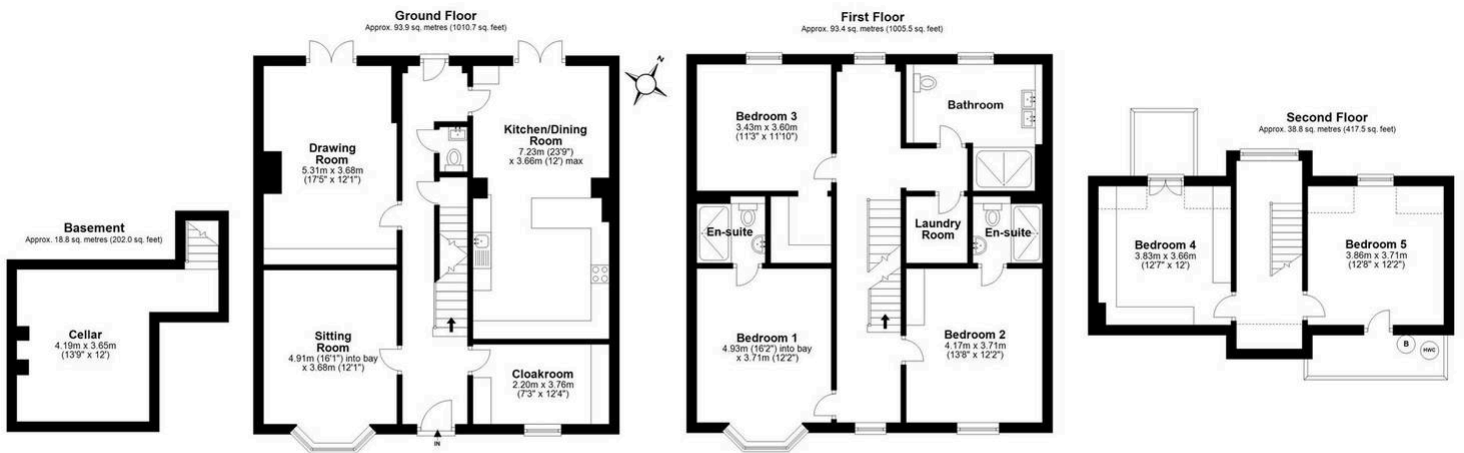 Basement
Approx. 18.8 sq. metres (202.0 sq. feet)
Cellar
4.19m x 3.65m
(13'9" x 12')
Ground Floor
Approx. 93.9 sq. metres (1010.7 sq. feet)
Drawing
Room
5.31m x 3.68m
(17'5" x 12'1")
Kitchen/Dining
Room
7.23m (23'9")
x 3.66m (12') max
Sitting
Room
4.91m (16'1") into bay
x 3.68m (12'1")
Cloakroom
2.20m x 3.76m
(7'3" x 12'4")
IN
N
First Floor
Approx. 93.4 sq. metres (1005.5 sq. feet)
Bedroom 3
3.43m x 3.60m
(11'3" x 11'10")
Bathroom
En-suite
Laundry
Room
En-suite
Bedroom 1
4.93m (16'2") into bay
x 3.71m (12'2")
Bedroom 2
4.17m x 3.71m
(13'8" x 12'2")
Second Floor
Approx. 38.8 sq. metres (417.5 sq. feet)
Bedroom 4
3.83m x 3.66m
(12'7" x 12')
Bedroom 5
3.86m x 3.71m
(12'8" x 12'2")
B
HWC